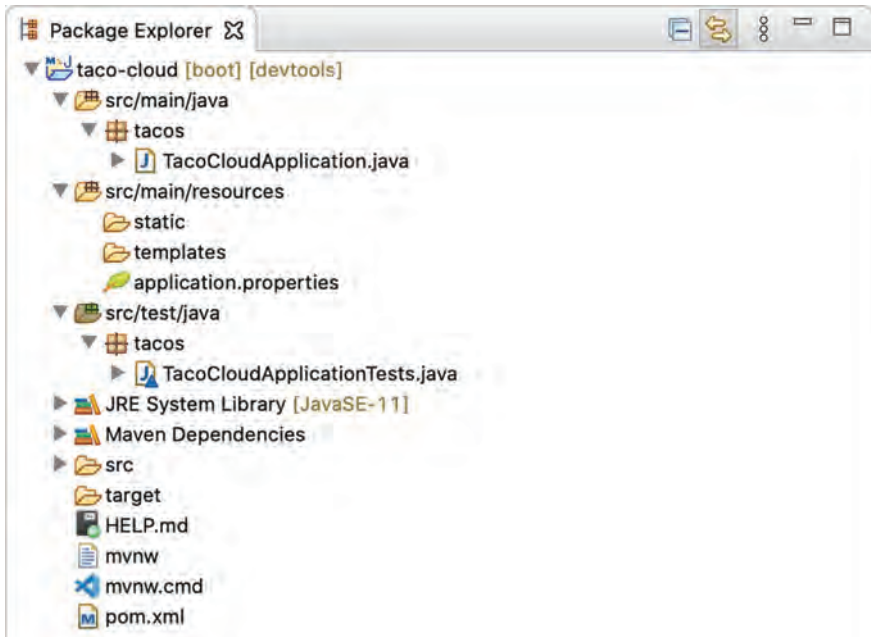 Package Explorer
taco-cloud [boot] [devtools]
src/main/java
tacos
TacoCloudApplication.java
src/main/resources
static
templates
application.properties
src/test/java
tacos
TacoCloudApplicationTests.java
JRE System Library [JavaSE-11]
Maven Dependencies
src
target
HELP.md
mvnw
mvnw.cmd
pom.xml